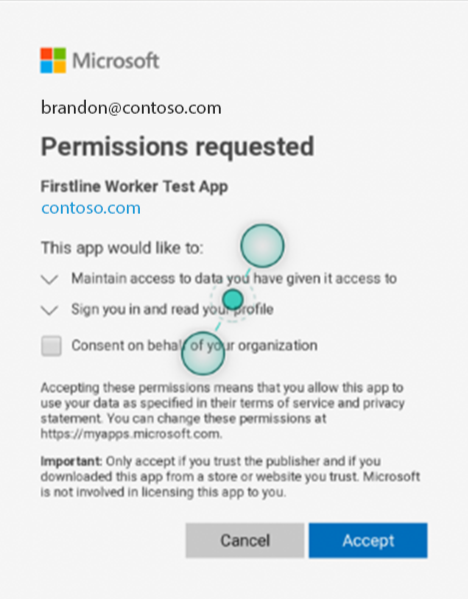 Microsoft
brandon@contoso.com
Permissions requested
Firstline Worker Test App
contoso.com
This app would like to:
Maintain access to data you have given it access to
Sign you in and read your profile
Consent on behalf of your organization
Accepting these permissions means that you allow this app to
use your data as specified in their terms of service and privacy
statement. You can change these permissions at
https://myapps.microsoft.com.
Important: Only accept if you trust the publisher and if you
downloaded this app from a store or website you trust. Microsoft
is not involved in licensing this app to you.
Cancel
Accept